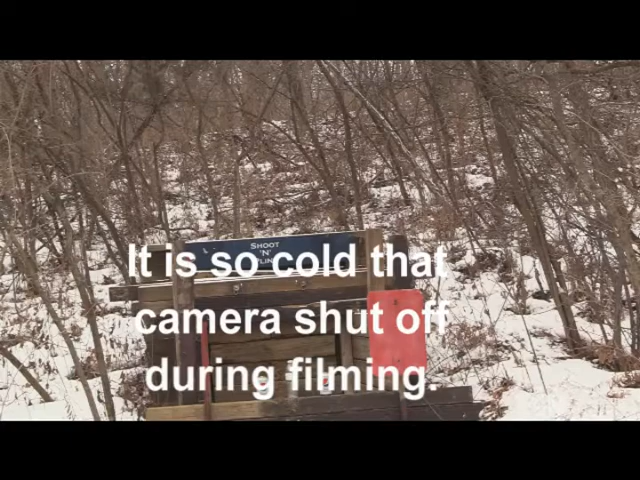 SHOOT
'N'
It is so cold that
camera shut off
during filming.